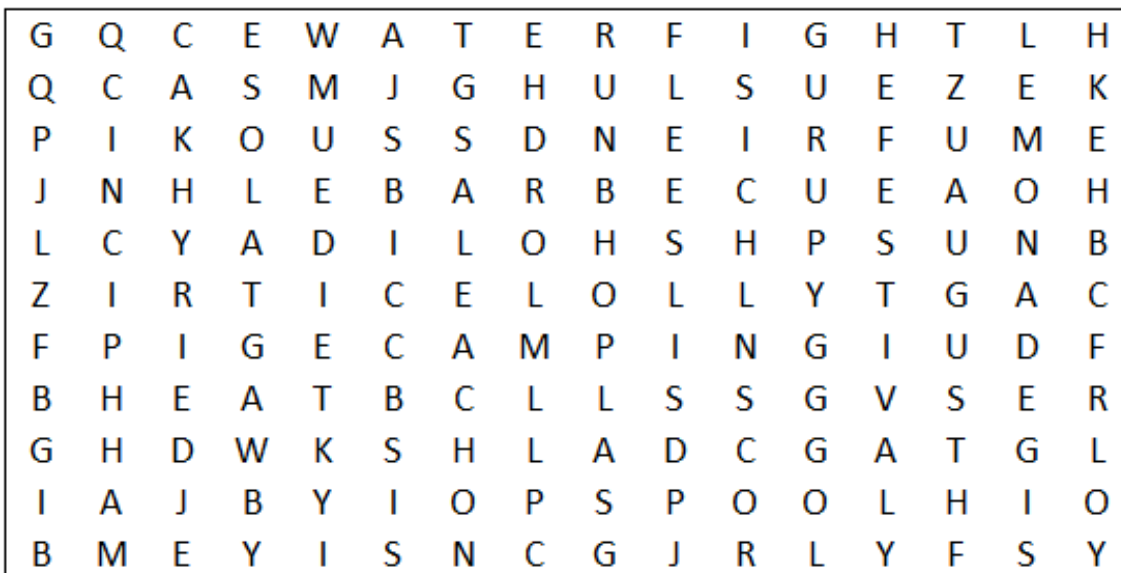 G Q C E W A T E R F I G H T L H
Q C A S M J G H U L S U E Z E K
P I K O U S S D N E I R F U M E
J N H L E B A R B E C U E A O H
L C Y A D I L O H S H P S U N B
Z I R T I C E L O L L Y T G A C
F P I G E C A M P I N G I U D F
B H E A T B C L L S S G V S E R
G H D W K S H L A D C G A T G L
I A J B Y I O P S P O O L H I O
B M E Y I S N C G J R L Y F S Y